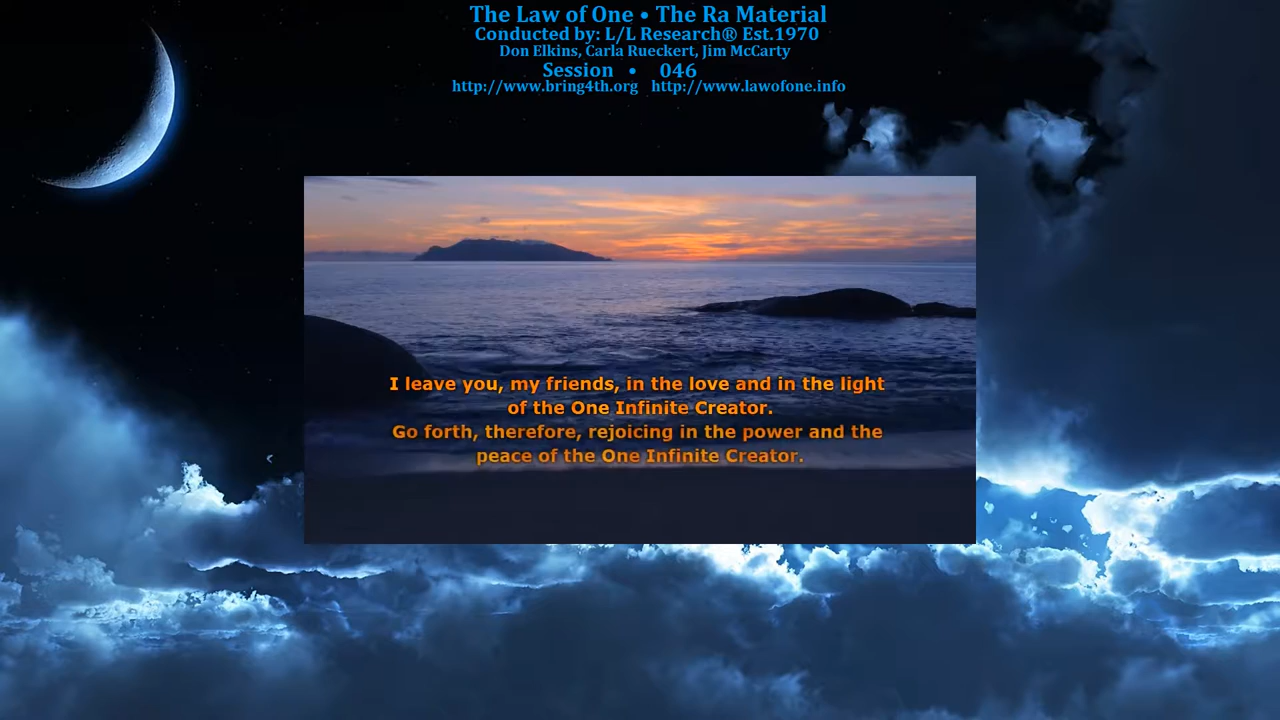 The Law of One • The Ra Material
Conducted by: L/L Research® Est.1970
Don Elkins, Carla Rueckert, Jim McCarty
Session • 046
http://www.bring4th.org http://www.lawofone.info
I leave you, my friends, in the love and in the light
of the One Infinite Creator.
Go forth, therefore, rejoicing in the power and the
peace of the One Infinite Creator.